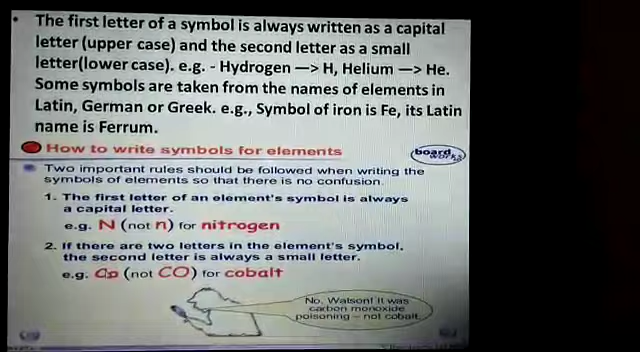 • The first letter of a symbol is always written as a capital
letter (upper case) and the second letter as a small
letter(lower case). e.g. - Hydrogen —> H, Helium —> He.
Some symbols are taken from the names of elements in
Latin, German or Greek. e.g., Symbol of iron is Fe, its Latin
name is Ferrum.
How to write symbols for elements
board
works
Two important rules should be followed when writing the
symbols of elements so that there is no confusion.
1. The first letter of an element's symbol is always
a capital letter.
e.g. N (not n) for nitrogen
2. If there are two letters in the element's symbol,
the second letter is always a small letter.
e.g. Co (not CO) for cobalt
No, Watson! It was
carbon monoxide
poisoning – not cobalt.